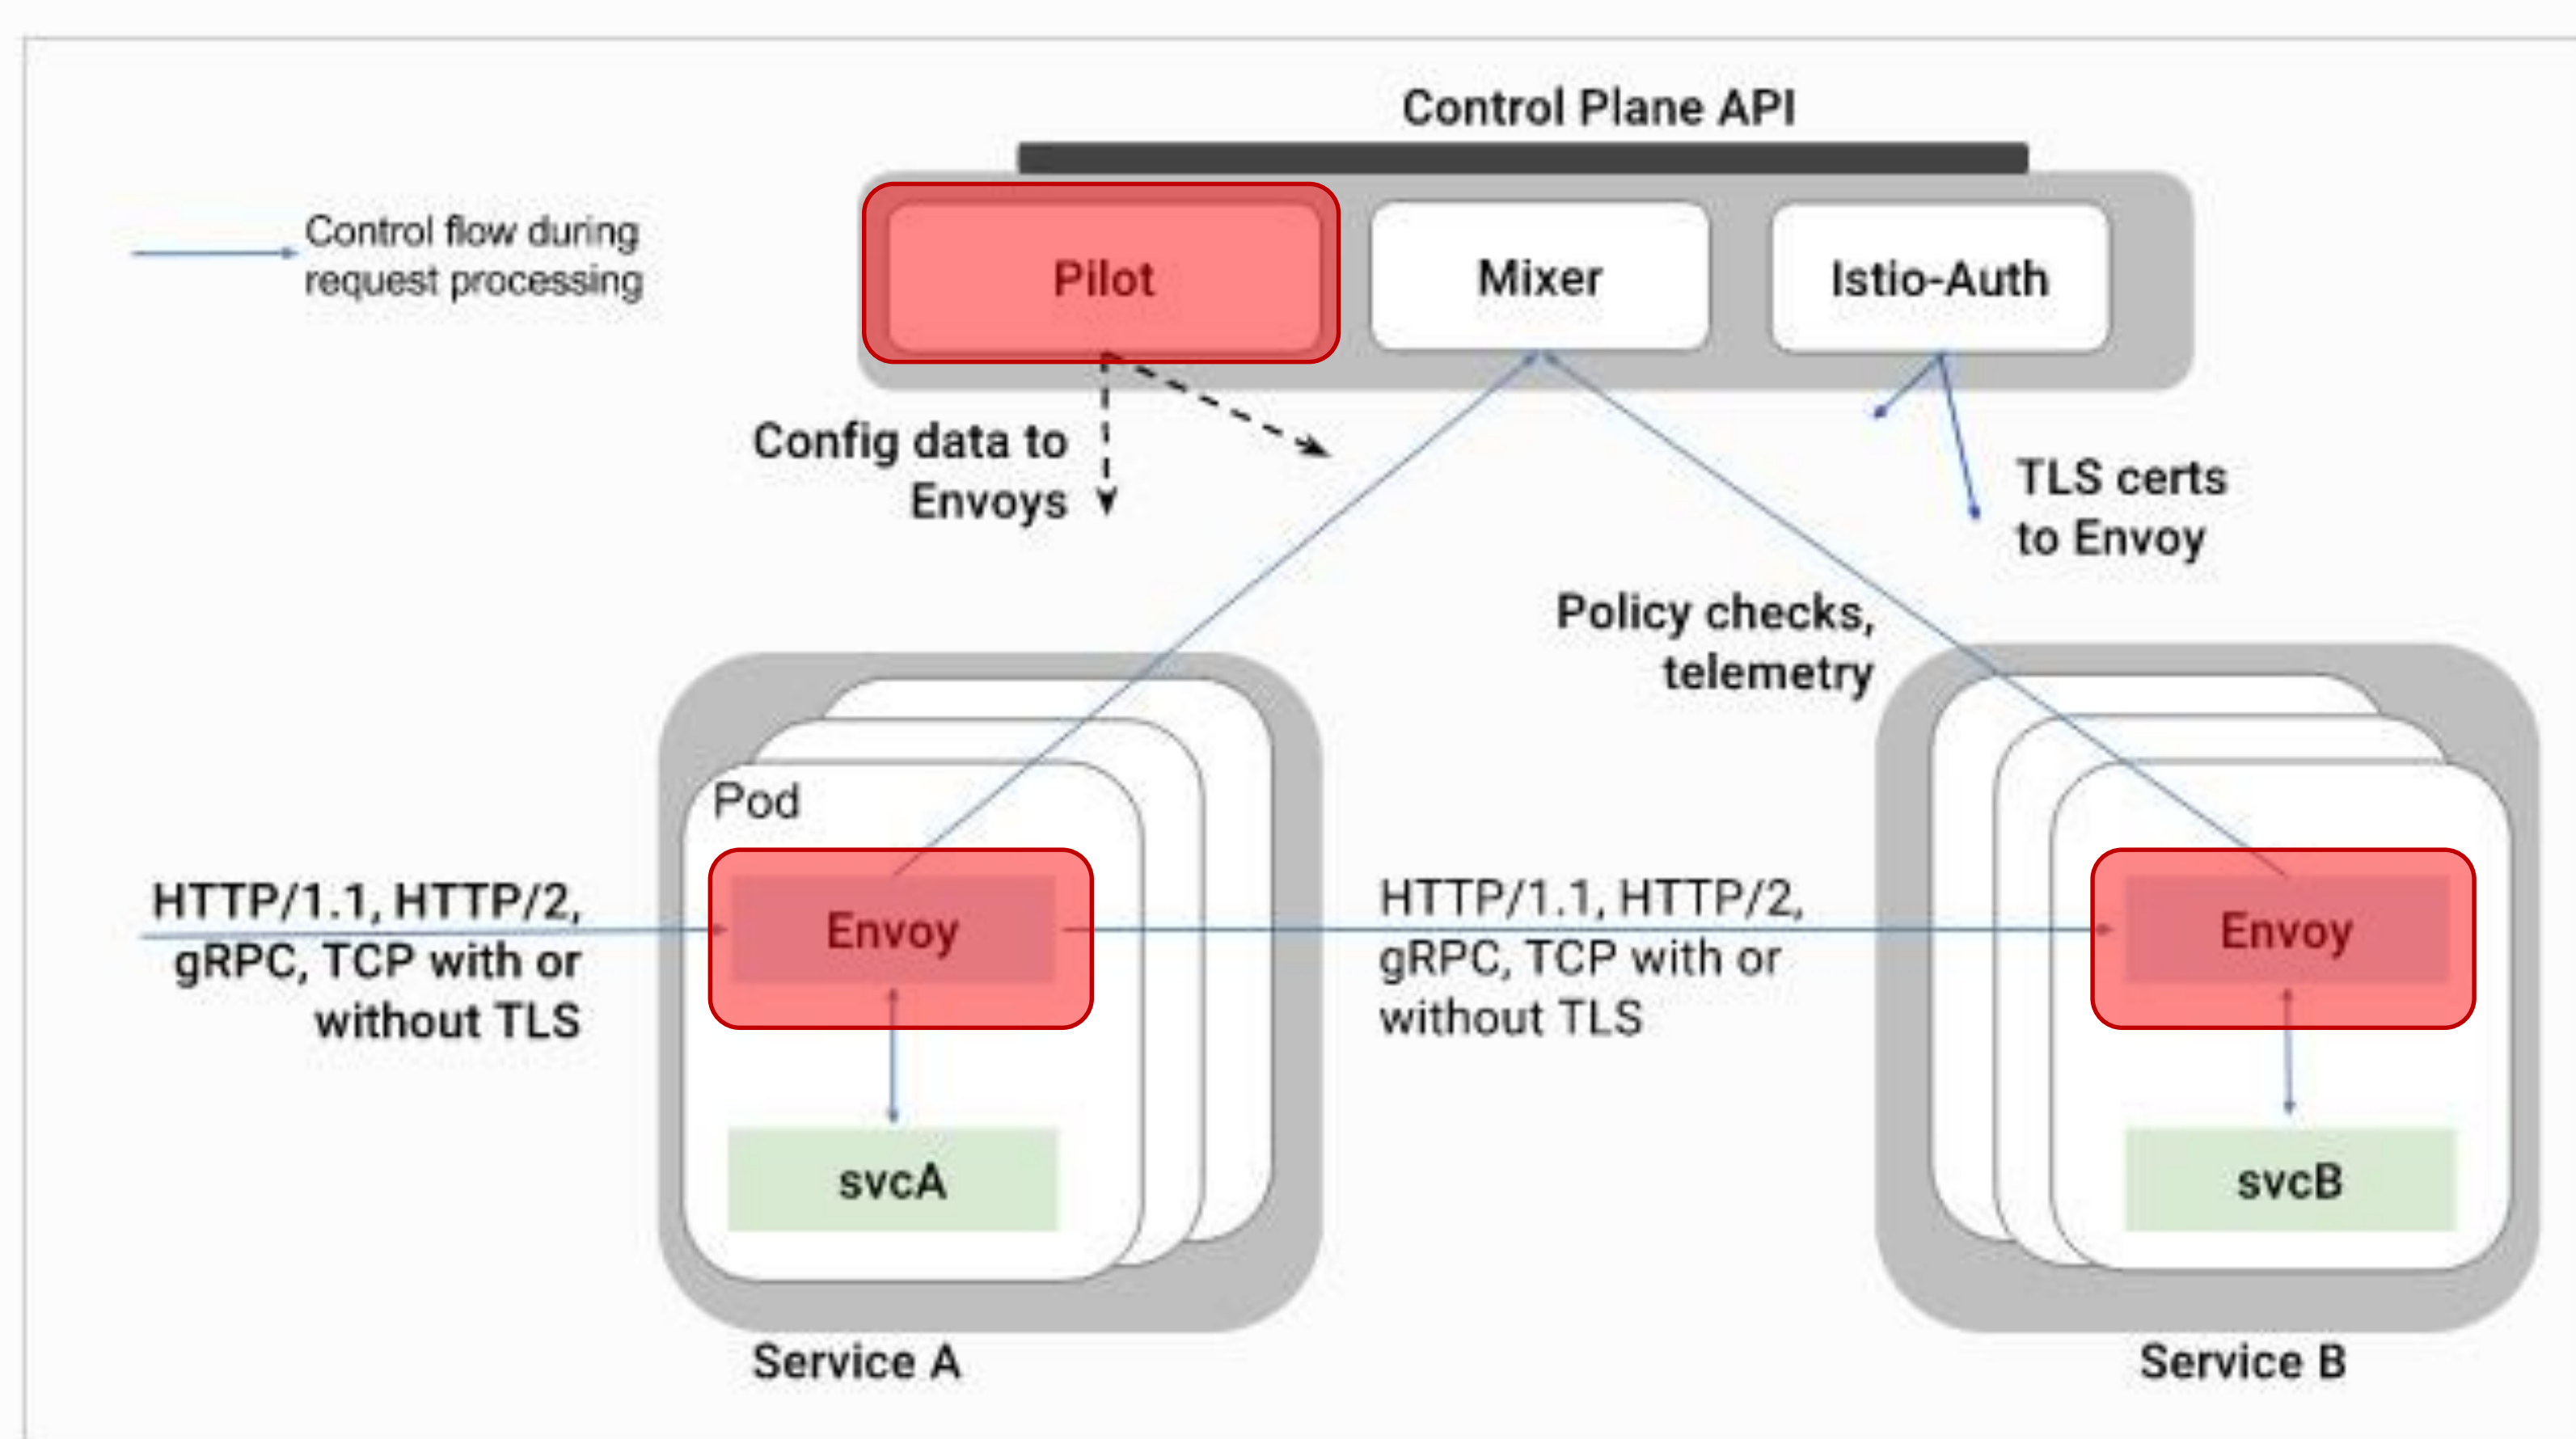 Control Plane API
Control flow during
request processing
Pilot
Mixer
Istio-Auth
Config data to
Envoys
TLS certs
to Envoy
Policy checks,
telemetry
Pod
HTTP/1.1, HTTP/2,
gRPC, TCP with or
without TLS
Envoy
HTTP/1.1, HTTP/2,
gRPC, TCP with or
without TLS
Envoy
svcA
svcB
Service A
Service B